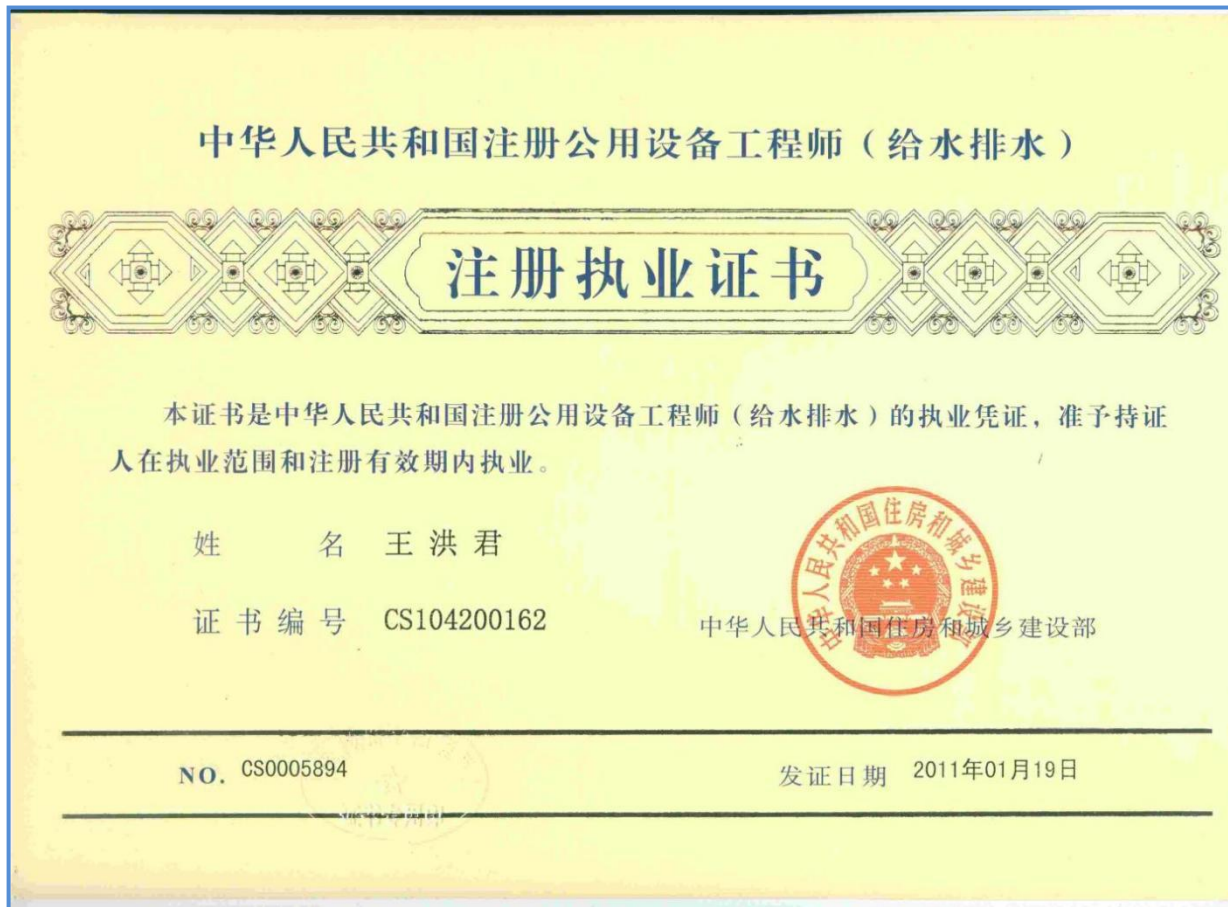 中华人民共和国注册公用设备工程师（给水排水）
注册执业证书
本证书是中华人民共和国注册公用设备工程师（给水排水）的执业凭证，准予持证
人在执业范围和注册有效期内执业。
姓 名 王洪君
证书编号 CS104200162
中华人民共和国住房和城乡建设部
中华人民共和国住房和城乡建设部
NO. CS0005894
发证日期 2011年01月19日